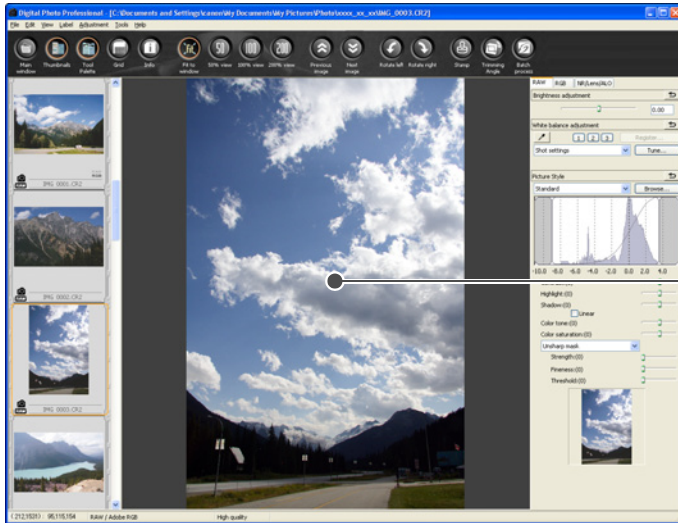 Digital Photo Professional - [C:\Documents and Settings\canon\My Documents\My Pictures\Photo\xxxx_xx_xx\IMG_0003.CR2]
File Edit View Label Adjustment Tools Help
Main window
Thumbnails
Tool Palette
Grid
Info
Fit to window
50% view
100% view
200% view
Previous image
Next image
Rotate left
Rotate right
Stamp
Trimming Angle
Batch process
RAW RGB NR/Lens/ALO
Brightness adjustment
0.00
White balance adjustment
1 2 3 Register...
Shot settings Tune...
Picture Style
Standard Browse...
-10.0 -8.0 -6.0 -4.0 -2.0 0.0 2.0 4.0
Highlight:(0)
Shadow:(0)
Linear
Color tone:(0)
Color saturation:(0)
Unsharp mask
Strength:(0)
Fineness:(0)
Threshold:(0)
RAW
IMG_0001.CR2
RAW
IMG_0002.CR2
RAW
IMG_0003.CR2
RAW / Adobe RGB
High quality